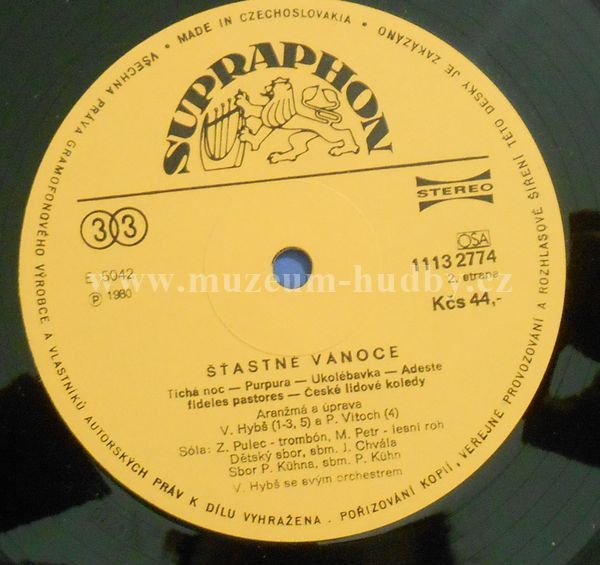 VŠECHNA PRÁVA GRAMOFONOVÉHO VÝROBCE A VLASTNÍKŮ AUTORSKÝCH PRÁV K DÍLU VYHRAŽENA. POŘIZOVÁNÍ KOPIÍ, VEŘEJNÉ PROVOZOVÁNÍ A ROZHLASOVÉ ŠÍŘENÍ TÉTO DESKY JE ZAKÁZÁNO • MADE IN CZECHOSLOVAKIA •
SUPRAPHON
STEREO
33
OSA
E 5042
1113 2774
℗ 1980
2. strana
www.muzeum-hudby.cz
Kčs 44,-
ŠŤASTNÉ VÁNOCE
Tichá noc — Purpura — Ukolébavka — Adeste
fideles pastores — České lidové koledy
Aranžmá a úprava
V. Hybš (1-3, 5) a P. Vitoch (4)
Sóla: Z. Pulec - trombón, M. Petr - lesní roh
Dětský sbor, sbm. J. Chvála
Sbor P. Kühna, sbm. P. Kühn
V. Hybš se svým orchestrem